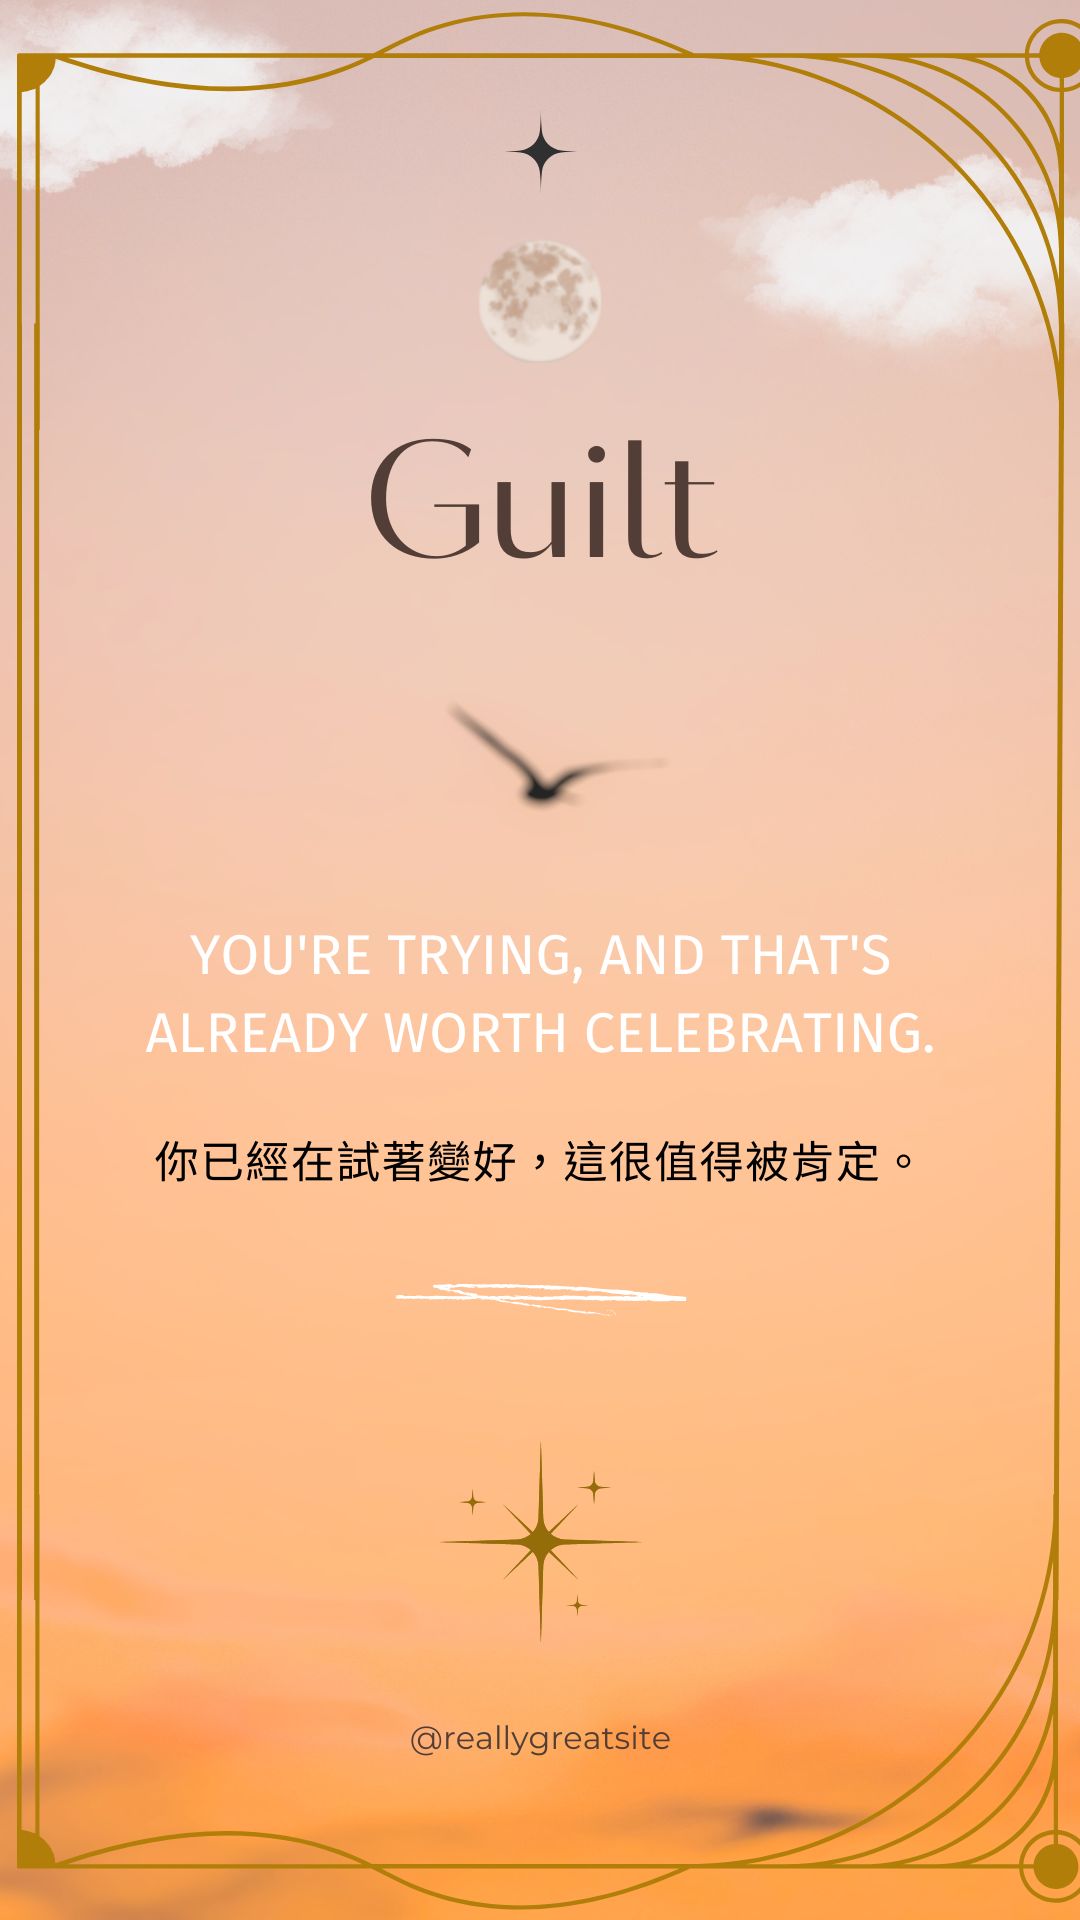 Guilt
YOU'RE TRYING, AND THAT'S
ALREADY WORTH CELEBRATING.
你已經在試著變好，這很值得被肯定。
@reallygreatsite